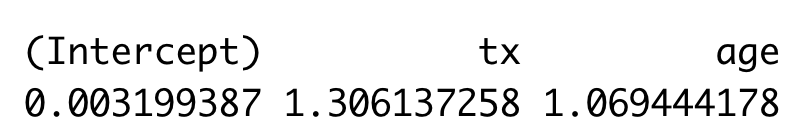 (Intercept) tx age
0.003199387 1.306137258 1.069444178